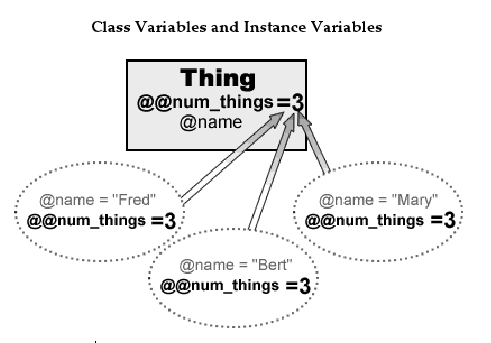 Class Variables and Instance Variables
Thing
@@num_things =3
@name
@name = "Fred"
@@num_things =3
@name = "Mary"
@@num_things =3
@name = "Bert"
@@num_things =3